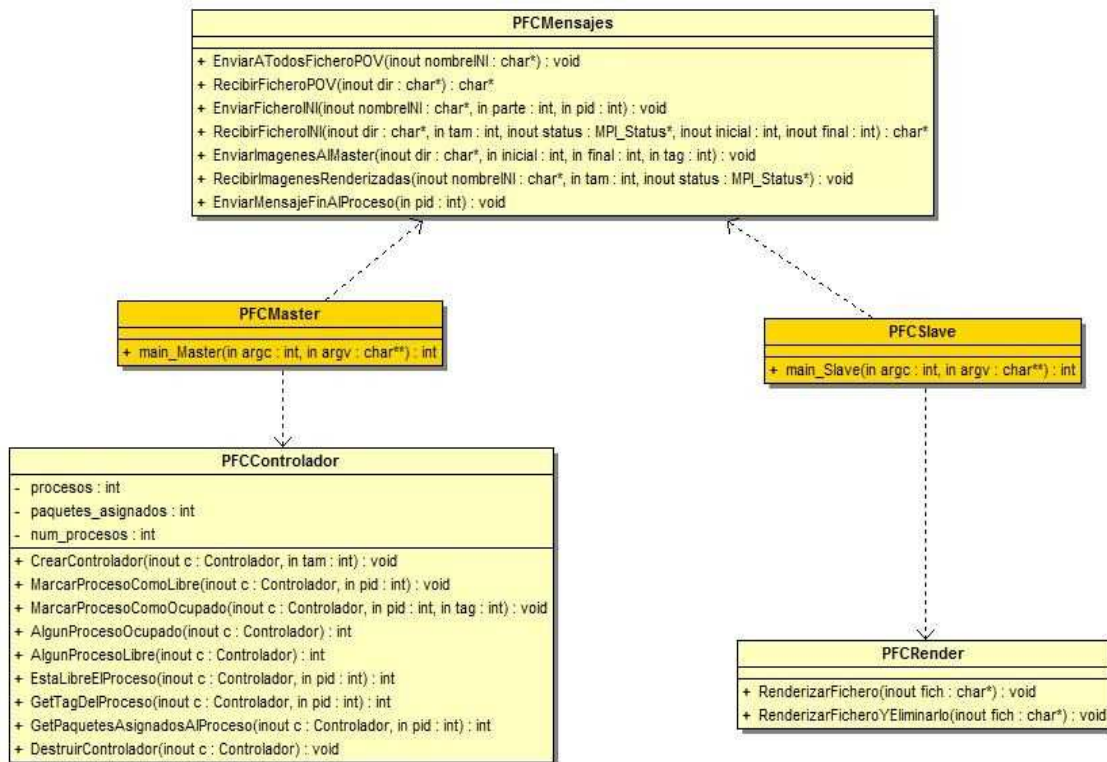 PFCMensajes
+ EnviarATodosFicheroPOV(inout nombreINI : char*) : void
+ RecibirFicheroPOV(inout dir : char*) : char*
+ EnviarFicheroINI(inout nombreINI : char*, in parte : int, in pid : int) : void
+ RecibirFicheroINI(inout dir : char*, in tam : int, inout status : MPI_Status*, inout inicial : int, inout final : int) : char*
+ EnviarImagenesAlMaster(inout dir : char*, in inicial : int, in final : int, in tag : int) : void
+ RecibirImagenesRenderizadas(inout nombreINI : char*, in tam : int, inout status : MPI_Status*) : void
+ EnviarMensajeFinAlProceso(in pid : int) : void
PFCMaster
+ main_Master(in argc : int, in argv : char**) : int
PFCSlave
+ main_Slave(in argc : int, in argv : char**) : int
PFCControlador
- procesos : int
- paquetes_asignados : int
- num_procesos : int
+ CrearControlador(inout c : Controlador, in tam : int) : void
+ MarcarProcesoComoLibre(inout c : Controlador, in pid : int) : void
+ MarcarProcesoComoOcupado(inout c : Controlador, in pid : int, in tag : int) : void
+ AlgunProcesoOcupado(inout c : Controlador) : int
+ AlgunProcesoLibre(inout c : Controlador) : int
+ EstaLibreElProceso(inout c : Controlador, in pid : int) : int
+ GetTagDelProceso(inout c : Controlador, in pid : int) : int
+ GetPaquetesAsignadosAlProceso(inout c : Controlador, in pid : int) : int
+ DestruirControlador(inout c : Controlador) : void
PFCRender
+ RenderizarFichero(inout fich : char*) : void
+ RenderizarFicheroYEliminarlo(inout fich : char*) : void